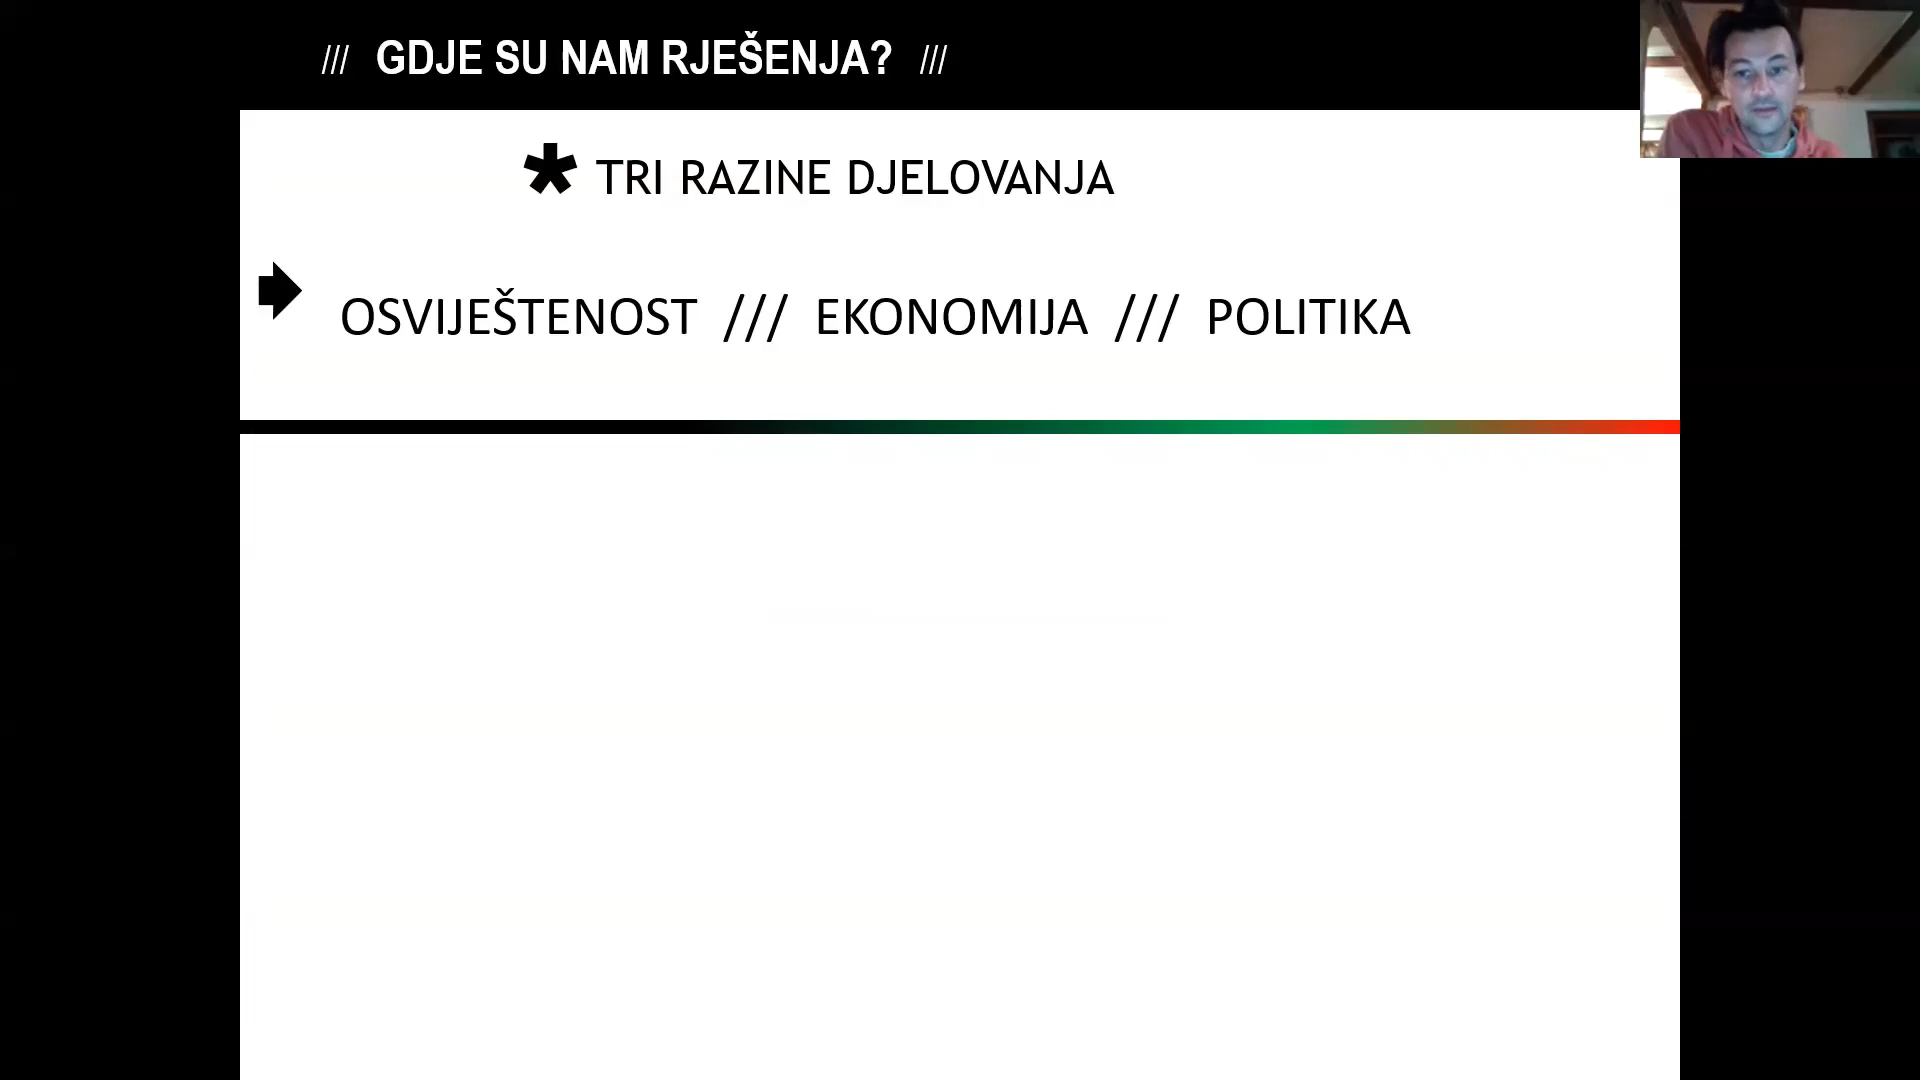 /// GDJE SU NAM RJEŠENJA? ///
* TRI RAZINE DJELOVANJA
OSVIJEŠTENOST /// EKONOMIJA /// POLITIKA